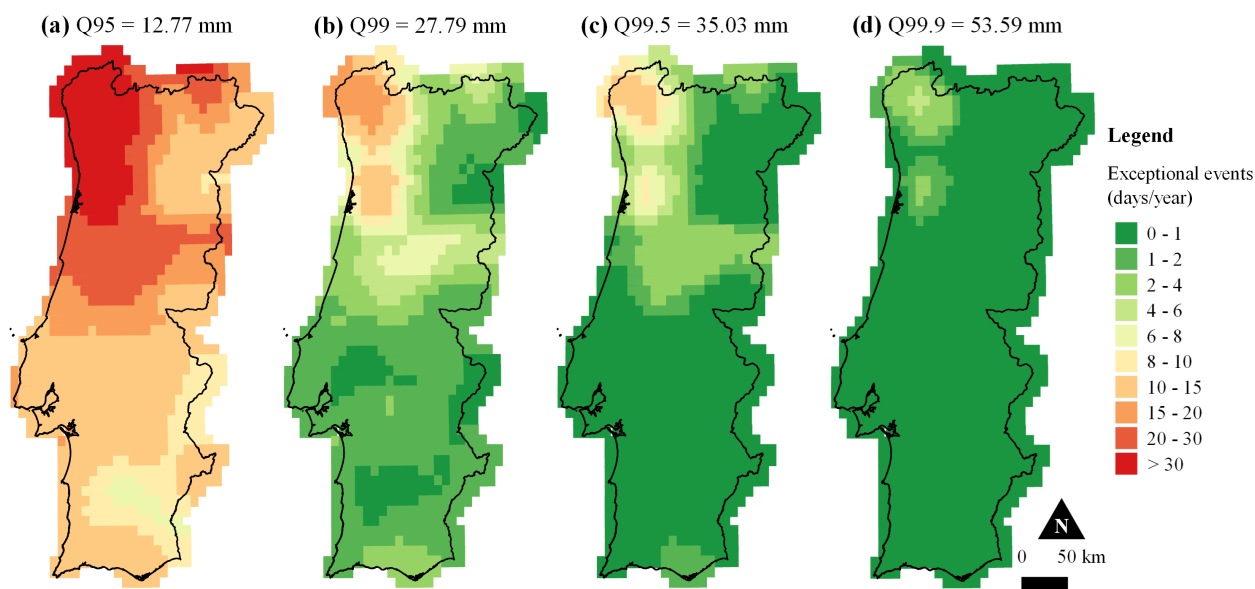 (a) Q95 = 12.77 mm
(b) Q99 = 27.79 mm
(c) Q99.5 = 35.03 mm
(d) Q99.9 = 53.59 mm
Legend
Exceptional events
(days/year)
0 - 1
1 - 2
2 - 4
4 - 6
6 - 8
8 - 10
10 - 15
15 - 20
20 - 30
> 30
N
0 50 km